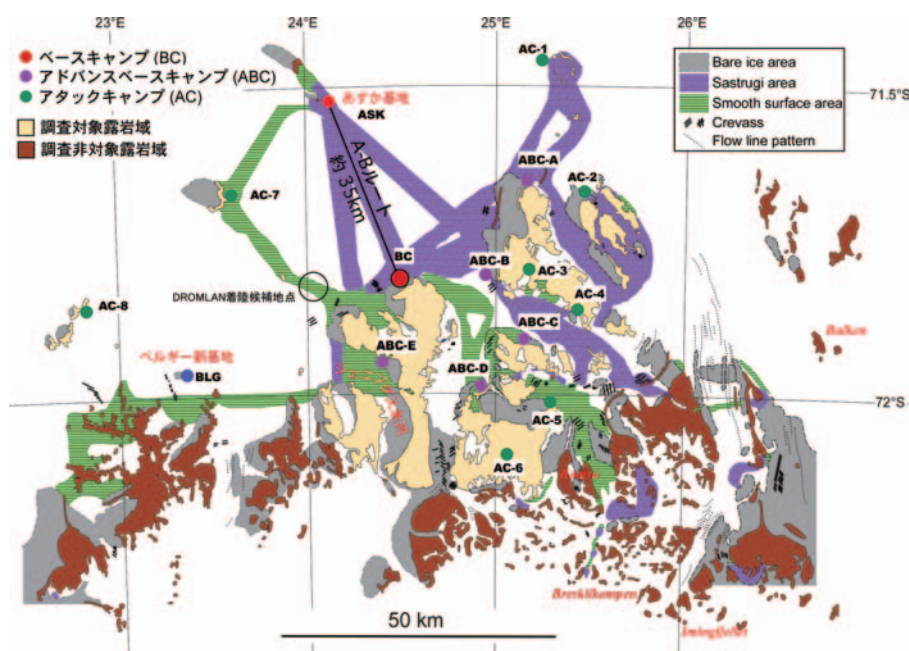 23°E
24°E
25°E
26°E
ベースキャンプ (BC)
アドバンスベースキャンプ (ABC)
アタックキャンプ (AC)
調査対象露岩域
調査非対象露岩域
Bare ice area
Sastrugi area
Smooth surface area
Crevass
Flow line pattern
71.5°S
72°S
あすか基地
ASK
A-Bルート
約 35km
AC-1
ABC-A
AC-2
AC-7
BC
ABC-B
AC-3
DROMLAN着陸候補地点
AC-4
AC-8
ABC-C
Balkan
ベルギー新基地
ABC-E
BLG
ABC-D
AC-5
AC-6
50 km